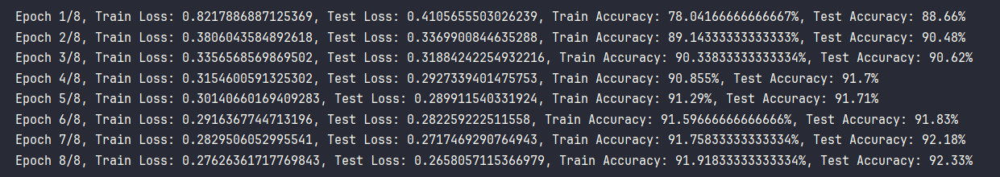 Epoch 1/8, Train Loss: 0.8217886887125369, Test Loss: 0.4105655503026239, Train Accuracy: 78.04166666666667%, Test Accuracy: 88.66%
Epoch 2/8, Train Loss: 0.3806043584892618, Test Loss: 0.3369900844635288, Train Accuracy: 89.14333333333333%, Test Accuracy: 90.48%
Epoch 3/8, Train Loss: 0.3356568569869502, Test Loss: 0.31884242254932216, Train Accuracy: 90.33833333333334%, Test Accuracy: 90.62%
Epoch 4/8, Train Loss: 0.3154600591325302, Test Loss: 0.2927339401475753, Train Accuracy: 90.855%, Test Accuracy: 91.7%
Epoch 5/8, Train Loss: 0.30140660169409283, Test Loss: 0.289911540331924, Train Accuracy: 91.29%, Test Accuracy: 91.71%
Epoch 6/8, Train Loss: 0.2916367744713196, Test Loss: 0.282259222511558, Train Accuracy: 91.59666666666666%, Test Accuracy: 91.83%
Epoch 7/8, Train Loss: 0.2829506052995541, Test Loss: 0.2717469290764943, Train Accuracy: 91.75833333333334%, Test Accuracy: 92.18%
Epoch 8/8, Train Loss: 0.27626361717769843, Test Loss: 0.2658057115366979, Train Accuracy: 91.91833333333334%, Test Accuracy: 92.33%